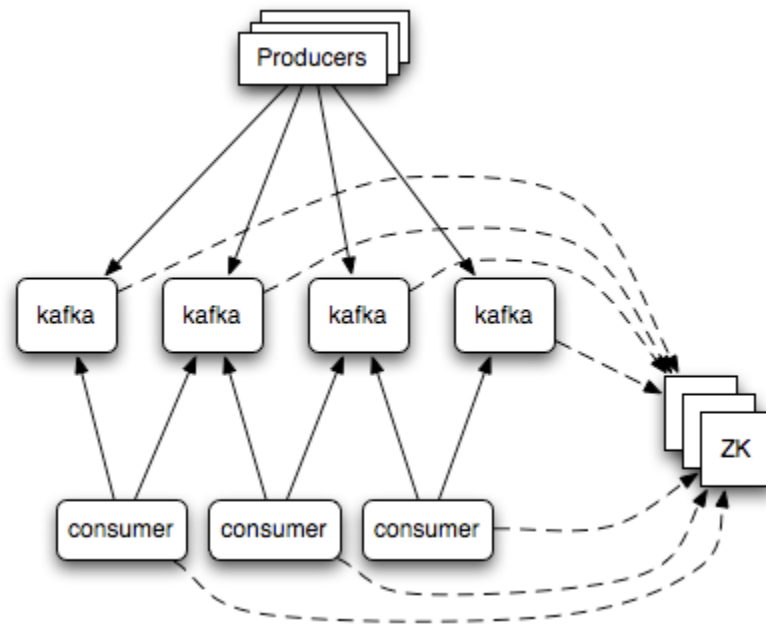 Producers
kafka
kafka
kafka
kafka
ZK
consumer
consumer
consumer